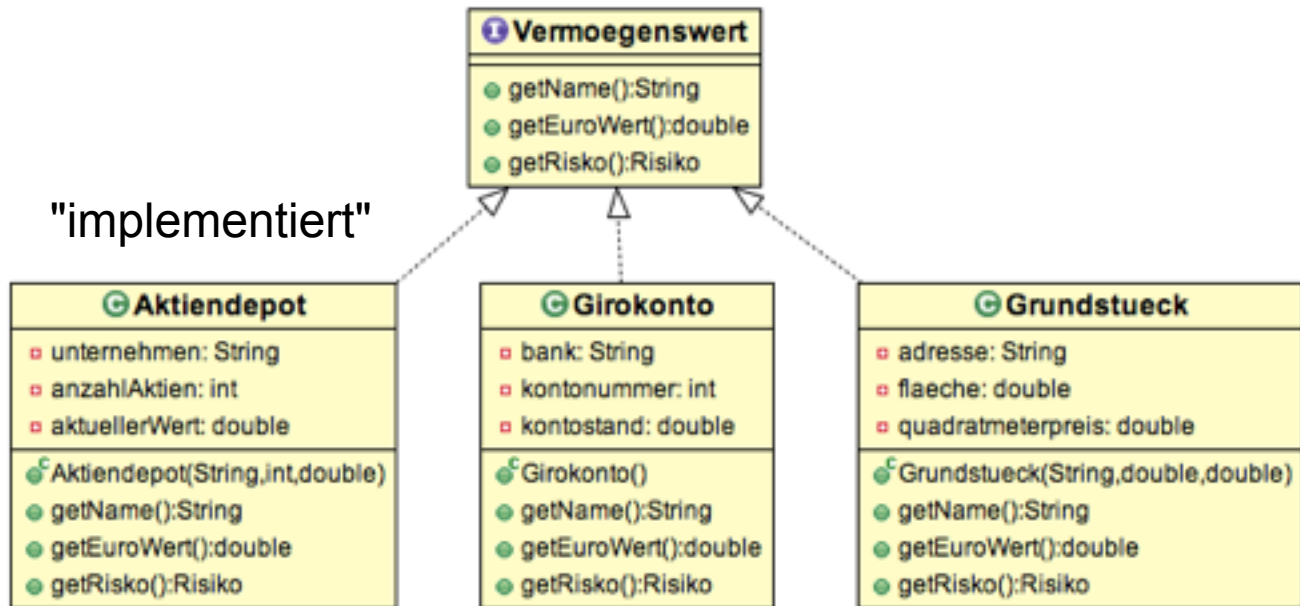 Vermoegenswert
getName():String
getEuroWert():double
getRisko():Risiko
"implementiert"
Aktiendepot
unternehmen: String
anzahlAktien: int
aktuellerWert: double
Aktiendepot(String,int,double)
getName():String
getEuroWert():double
getRisko():Risiko
Girokonto
bank: String
kontonummer: int
kontostand: double
Girokonto()
getName():String
getEuroWert():double
getRisko():Risiko
Grundstueck
adresse: String
flaeche: double
quadratmeterpreis: double
Grundstueck(String,double,double)
getName():String
getEuroWert():double
getRisko():Risiko